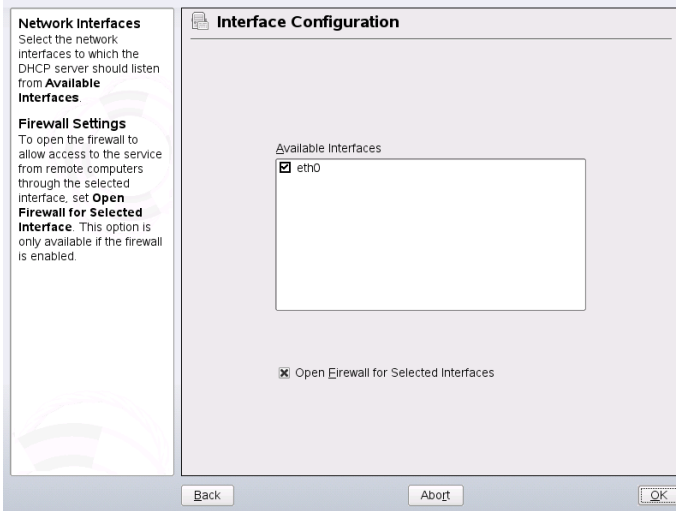 Network Interfaces
Select the network
interfaces to which the
DHCP server should listen
from Available
Interfaces.
Firewall Settings
To open the firewall to
allow access to the service
from remote computers
through the selected
interface, set Open
Firewall for Selected
Interface. This option is
only available if the firewall
is enabled.
Interface Configuration
Available Interfaces
eth0
Open Firewall for Selected Interfaces
Back
Abort
OK